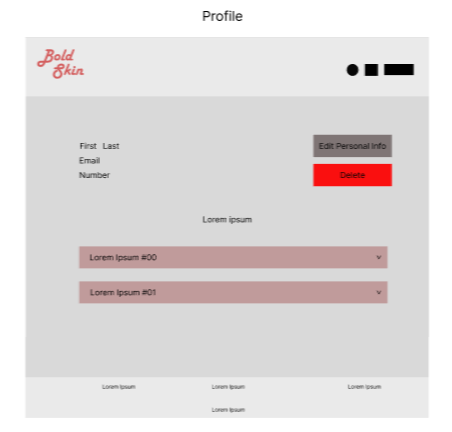 Profile
Bold
Skin
First Last
Email
Number
Edit Personal Info
Delete
Lorem ipsum
Lorem Ipsum #00
Lorem Ipsum #01
Lorem Ipsum
Lorem Ipsum
Lorem Ipsum
Lorem Ipsum